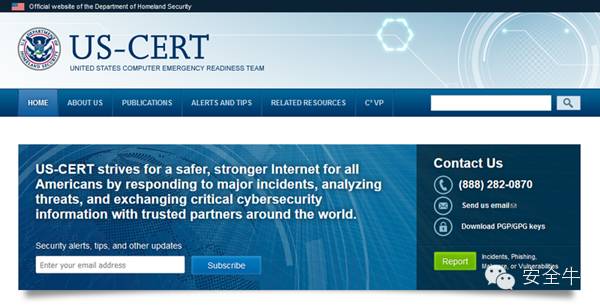 Official website of the Department of Homeland Security
US-CERT
UNITED STATES COMPUTER EMERGENCY READINESS TEAM
HOME
ABOUT US
PUBLICATIONS
ALERTS AND TIPS
RELATED RESOURCES
C³ VP
US-CERT strives for a safer, stronger Internet for all
Americans by responding to major incidents, analyzing
threats, and exchanging critical cybersecurity
information with trusted partners around the world.
Security alerts, tips, and other updates
Enter your email address
Subscribe
Contact Us
(888) 282-0870
Send us email
Download PGP/GPG keys
Report
Incidents, Phishing,
Malware, or Vulnerabilities
安全牛